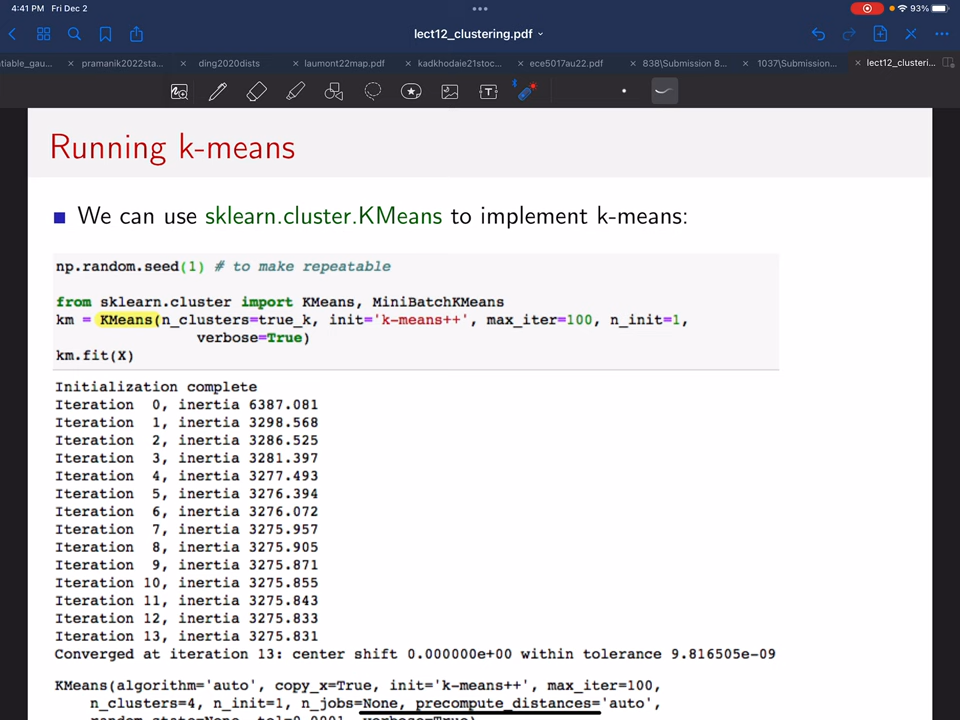 4:41 PM Fri Dec 2
93%
lect12_clustering.pdf
tiable_gau...
pramanik2022sta...
ding2020dists
laumont22map.pdf
kadkhodaie21stoc...
ece5017au22.pdf
838\Submission 8...
1037\Submission...
lect12_clusteri...
Running k-means
We can use sklearn.cluster.KMeans to implement k-means:
np.random.seed(1) # to make repeatable
from sklearn.cluster import KMeans, MiniBatchKMeans
km = KMeans(n_clusters=true_k, init='k-means++', max_iter=100, n_init=1,
verbose=True)
km.fit(X)
Initialization complete
Iteration 0, inertia 6387.081
Iteration 1, inertia 3298.568
Iteration 2, inertia 3286.525
Iteration 3, inertia 3281.397
Iteration 4, inertia 3277.493
Iteration 5, inertia 3276.394
Iteration 6, inertia 3276.072
Iteration 7, inertia 3275.957
Iteration 8, inertia 3275.905
Iteration 9, inertia 3275.871
Iteration 10, inertia 3275.855
Iteration 11, inertia 3275.843
Iteration 12, inertia 3275.833
Iteration 13, inertia 3275.831
Converged at iteration 13: center shift 0.000000e+00 within tolerance 9.816505e-09
KMeans(algorithm='auto', copy_x=True, init='k-means++', max_iter=100,
n_clusters=4, n_init=1, n_jobs=None, precompute_distances='auto',
random_state=None, tol=0.0001, verbose=True)